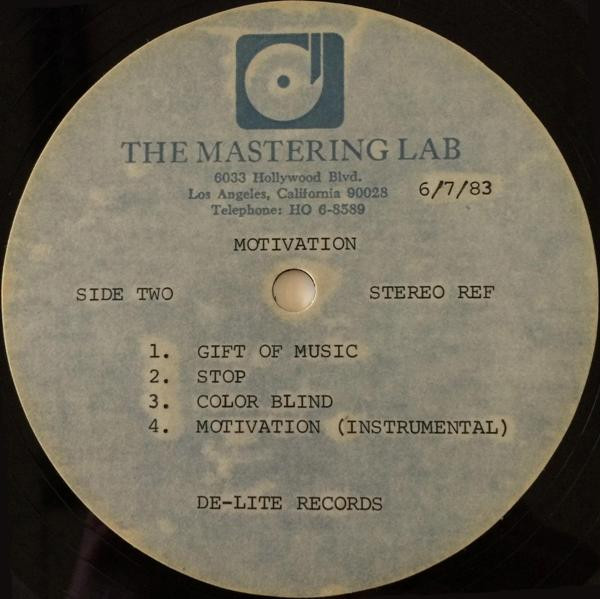 THE MASTERING LAB
6033 Hollywood Blvd.
Los Angeles, California 90028
Telephone: HO 6-8589
6/7/83
MOTIVATION
SIDE TWO
STEREO REF
1. GIFT OF MUSIC
2. STOP
3. COLOR BLIND
4. MOTIVATION (INSTRUMENTAL)
DE-LITE RECORDS